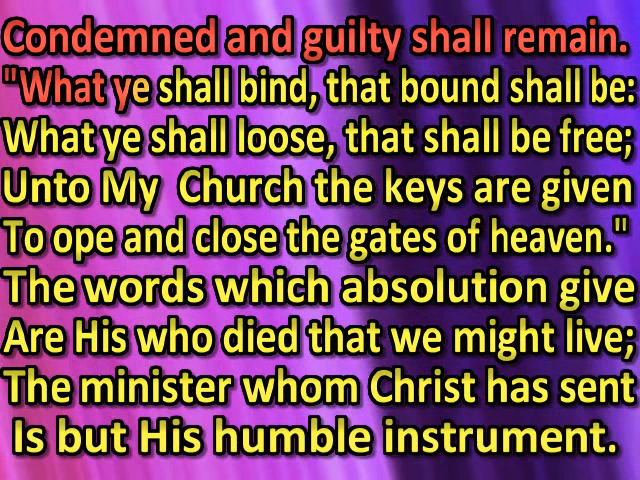 Condemned and guilty shall remain.
"What ye shall bind, that bound shall be:
What ye shall loose, that shall be free;
Unto My  Church the keys are given
To ope and close the gates of heaven."
The words which absolution give
Are His who died that we might live;
The minister whom Christ has sent
Is but His humble instrument.